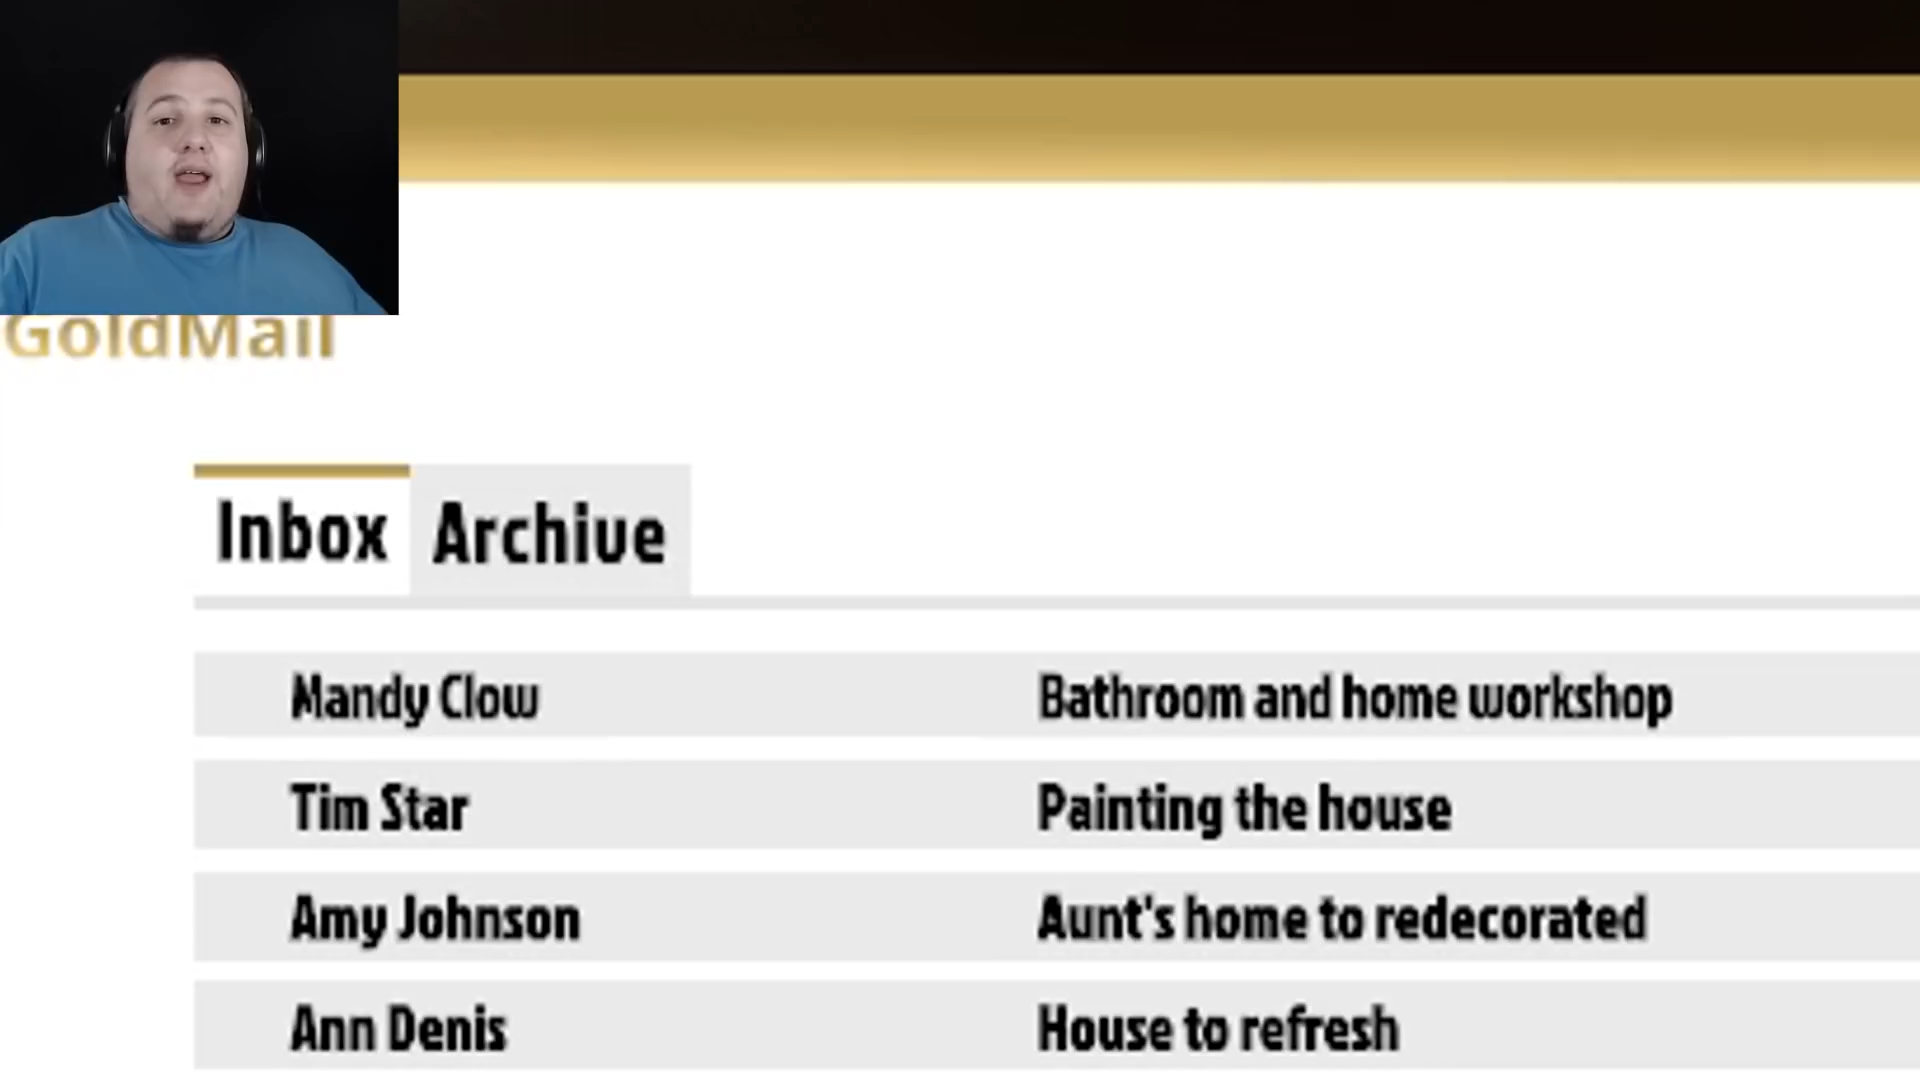 GoldMail
Inbox Archive
Mandy Clow Bathroom and home workshop
Tim Star Painting the house
Amy Johnson Aunt's home to redecorated
Ann Denis House to refresh